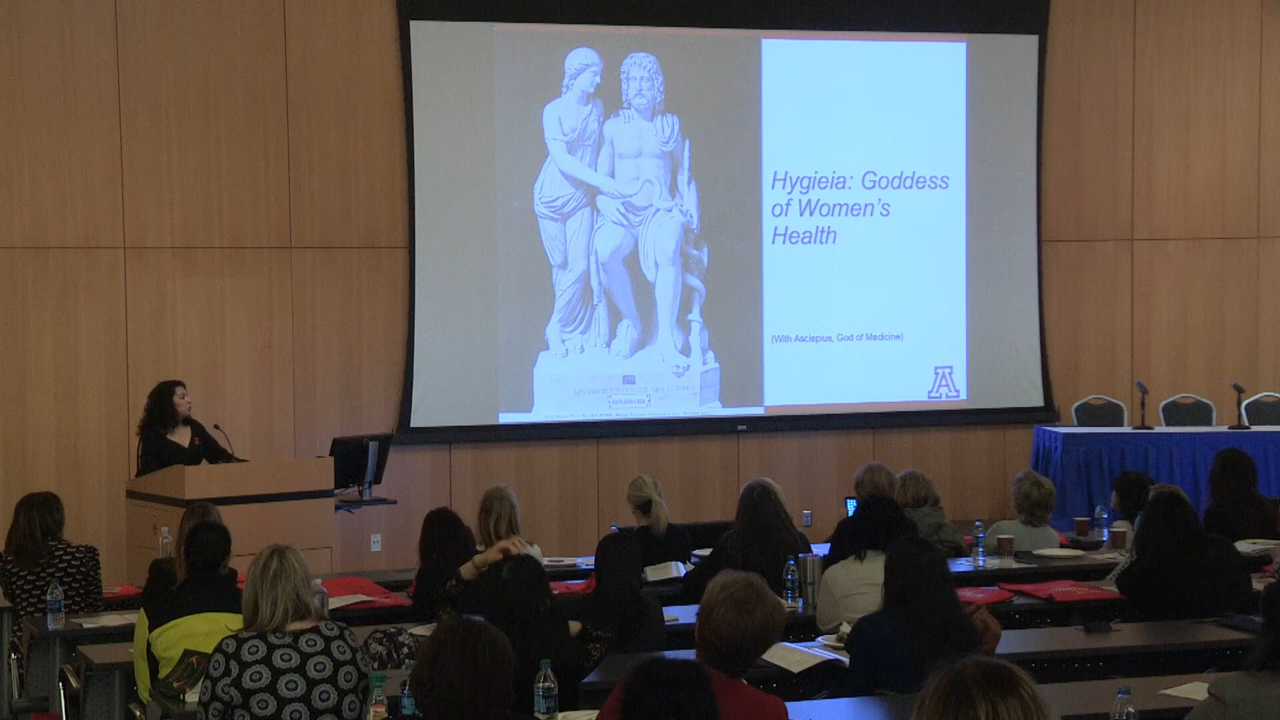 Hygieia: Goddess
of Women's
Health
(With Asclepius, God of Medicine)
A